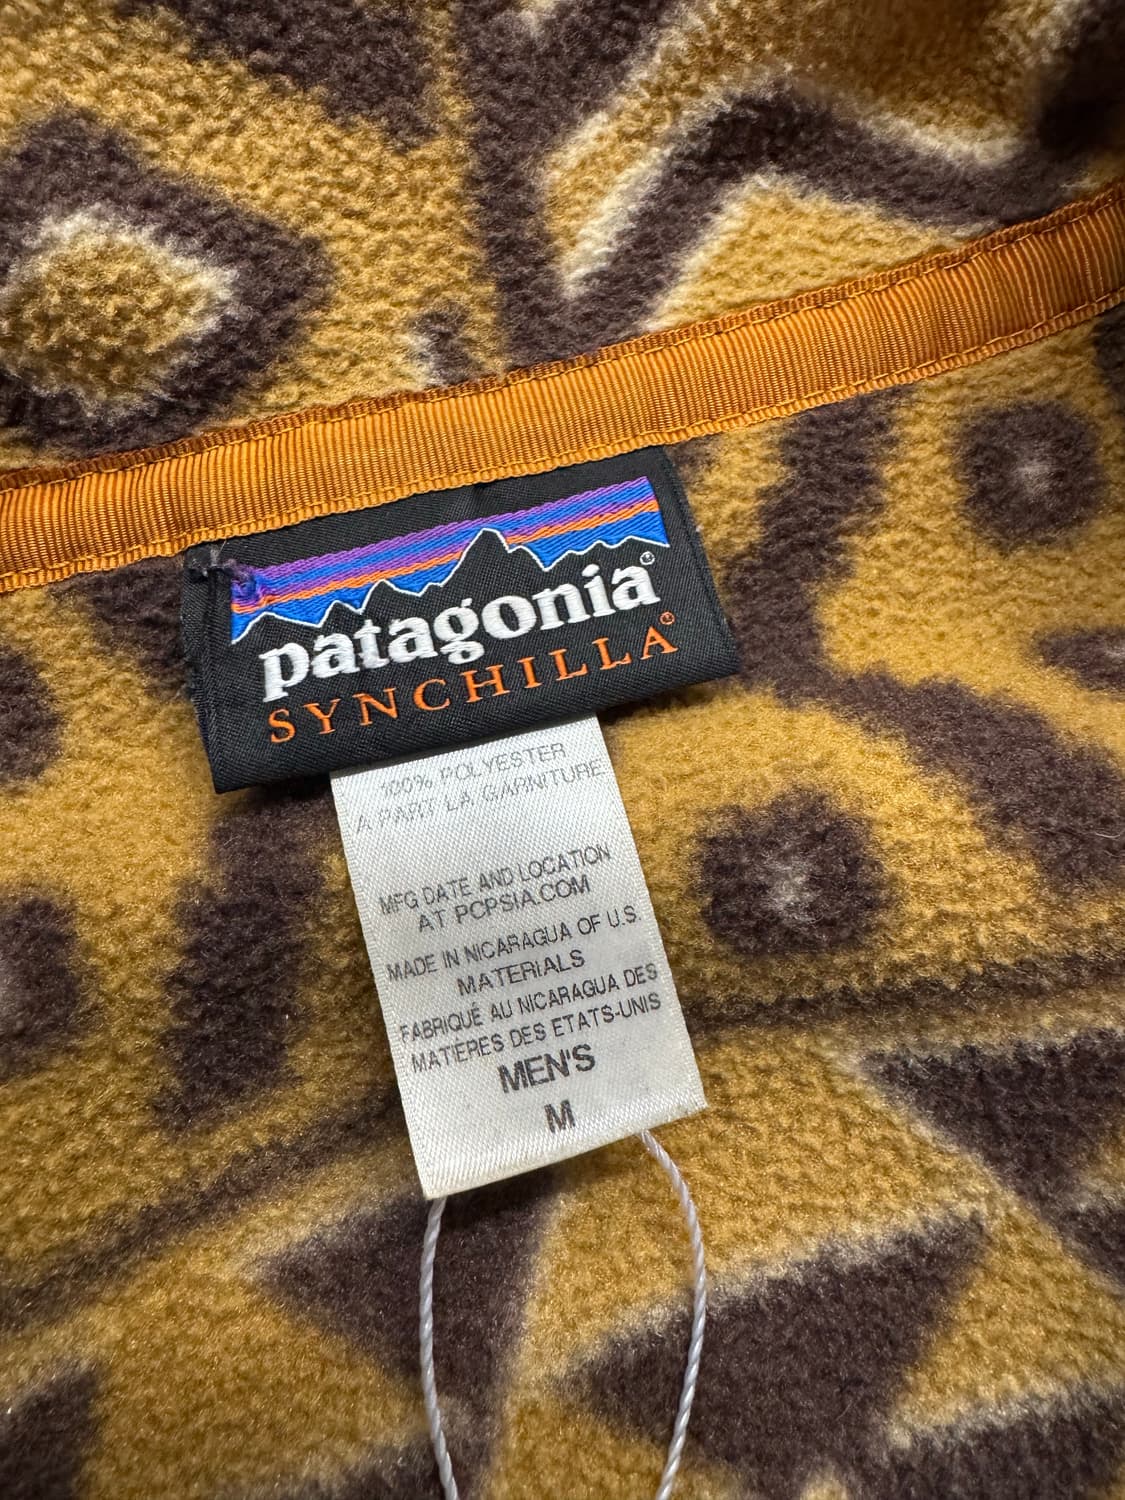 patagonia®
SYNCHILLA®
100% POLYESTER
A PART LA GARNITURE
MFG DATE AND LOCATION
AT PCPSIA.COM
MADE IN NICARAGUA OF U.S.
MATERIALS
FABRIQUÉ AU NICARAGUA DES
MATIERES DES ETATS-UNIS
MEN'S
M